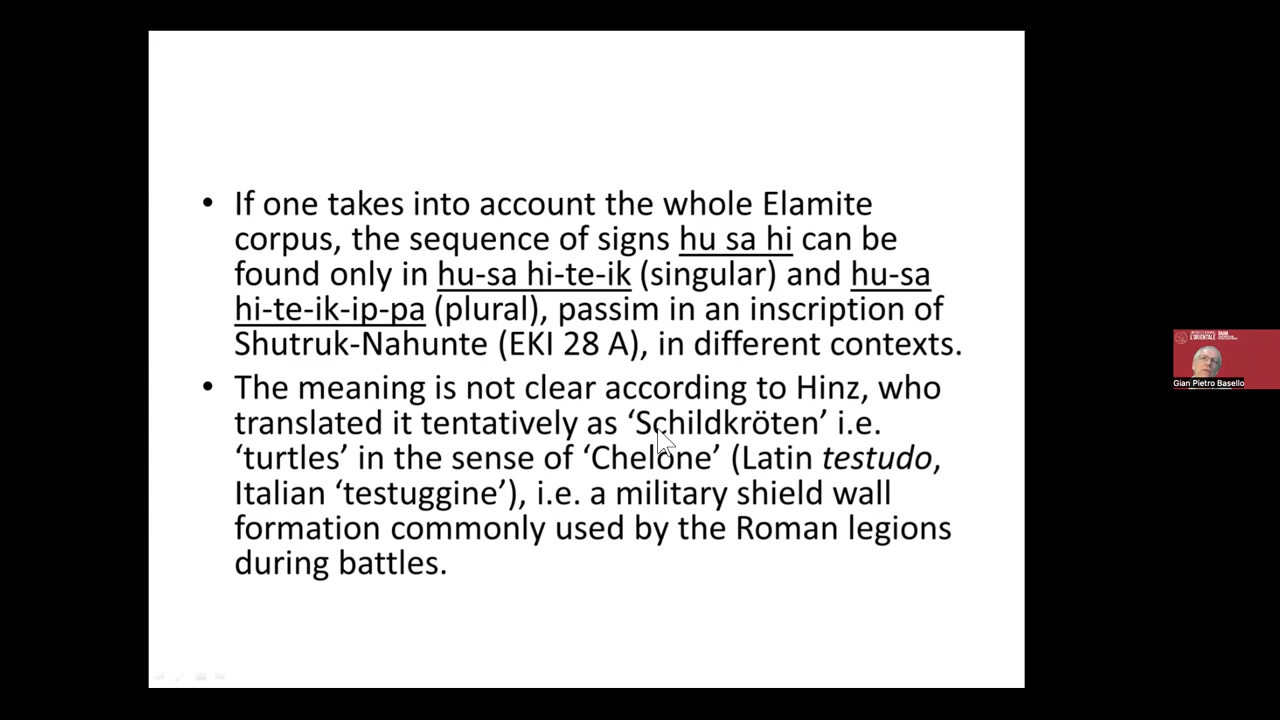 • If one takes into account the whole Elamite
corpus, the sequence of signs hu sa hi can be
found only in hu-sa hi-te-ik (singular) and hu-sa
hi-te-ik-ip-pa (plural), passim in an inscription of
Shutruk-Nahunte (EKI 28 A), in different contexts.
• The meaning is not clear according to Hinz, who
translated it tentatively as ‘Schildkröten’ i.e.
‘turtles’ in the sense of ‘Chelone’ (Latin testudo,
Italian ‘testuggine’), i.e. a military shield wall
formation commonly used by the Roman legions
during battles.
L'ORIENTALE
Gian Pietro Basello